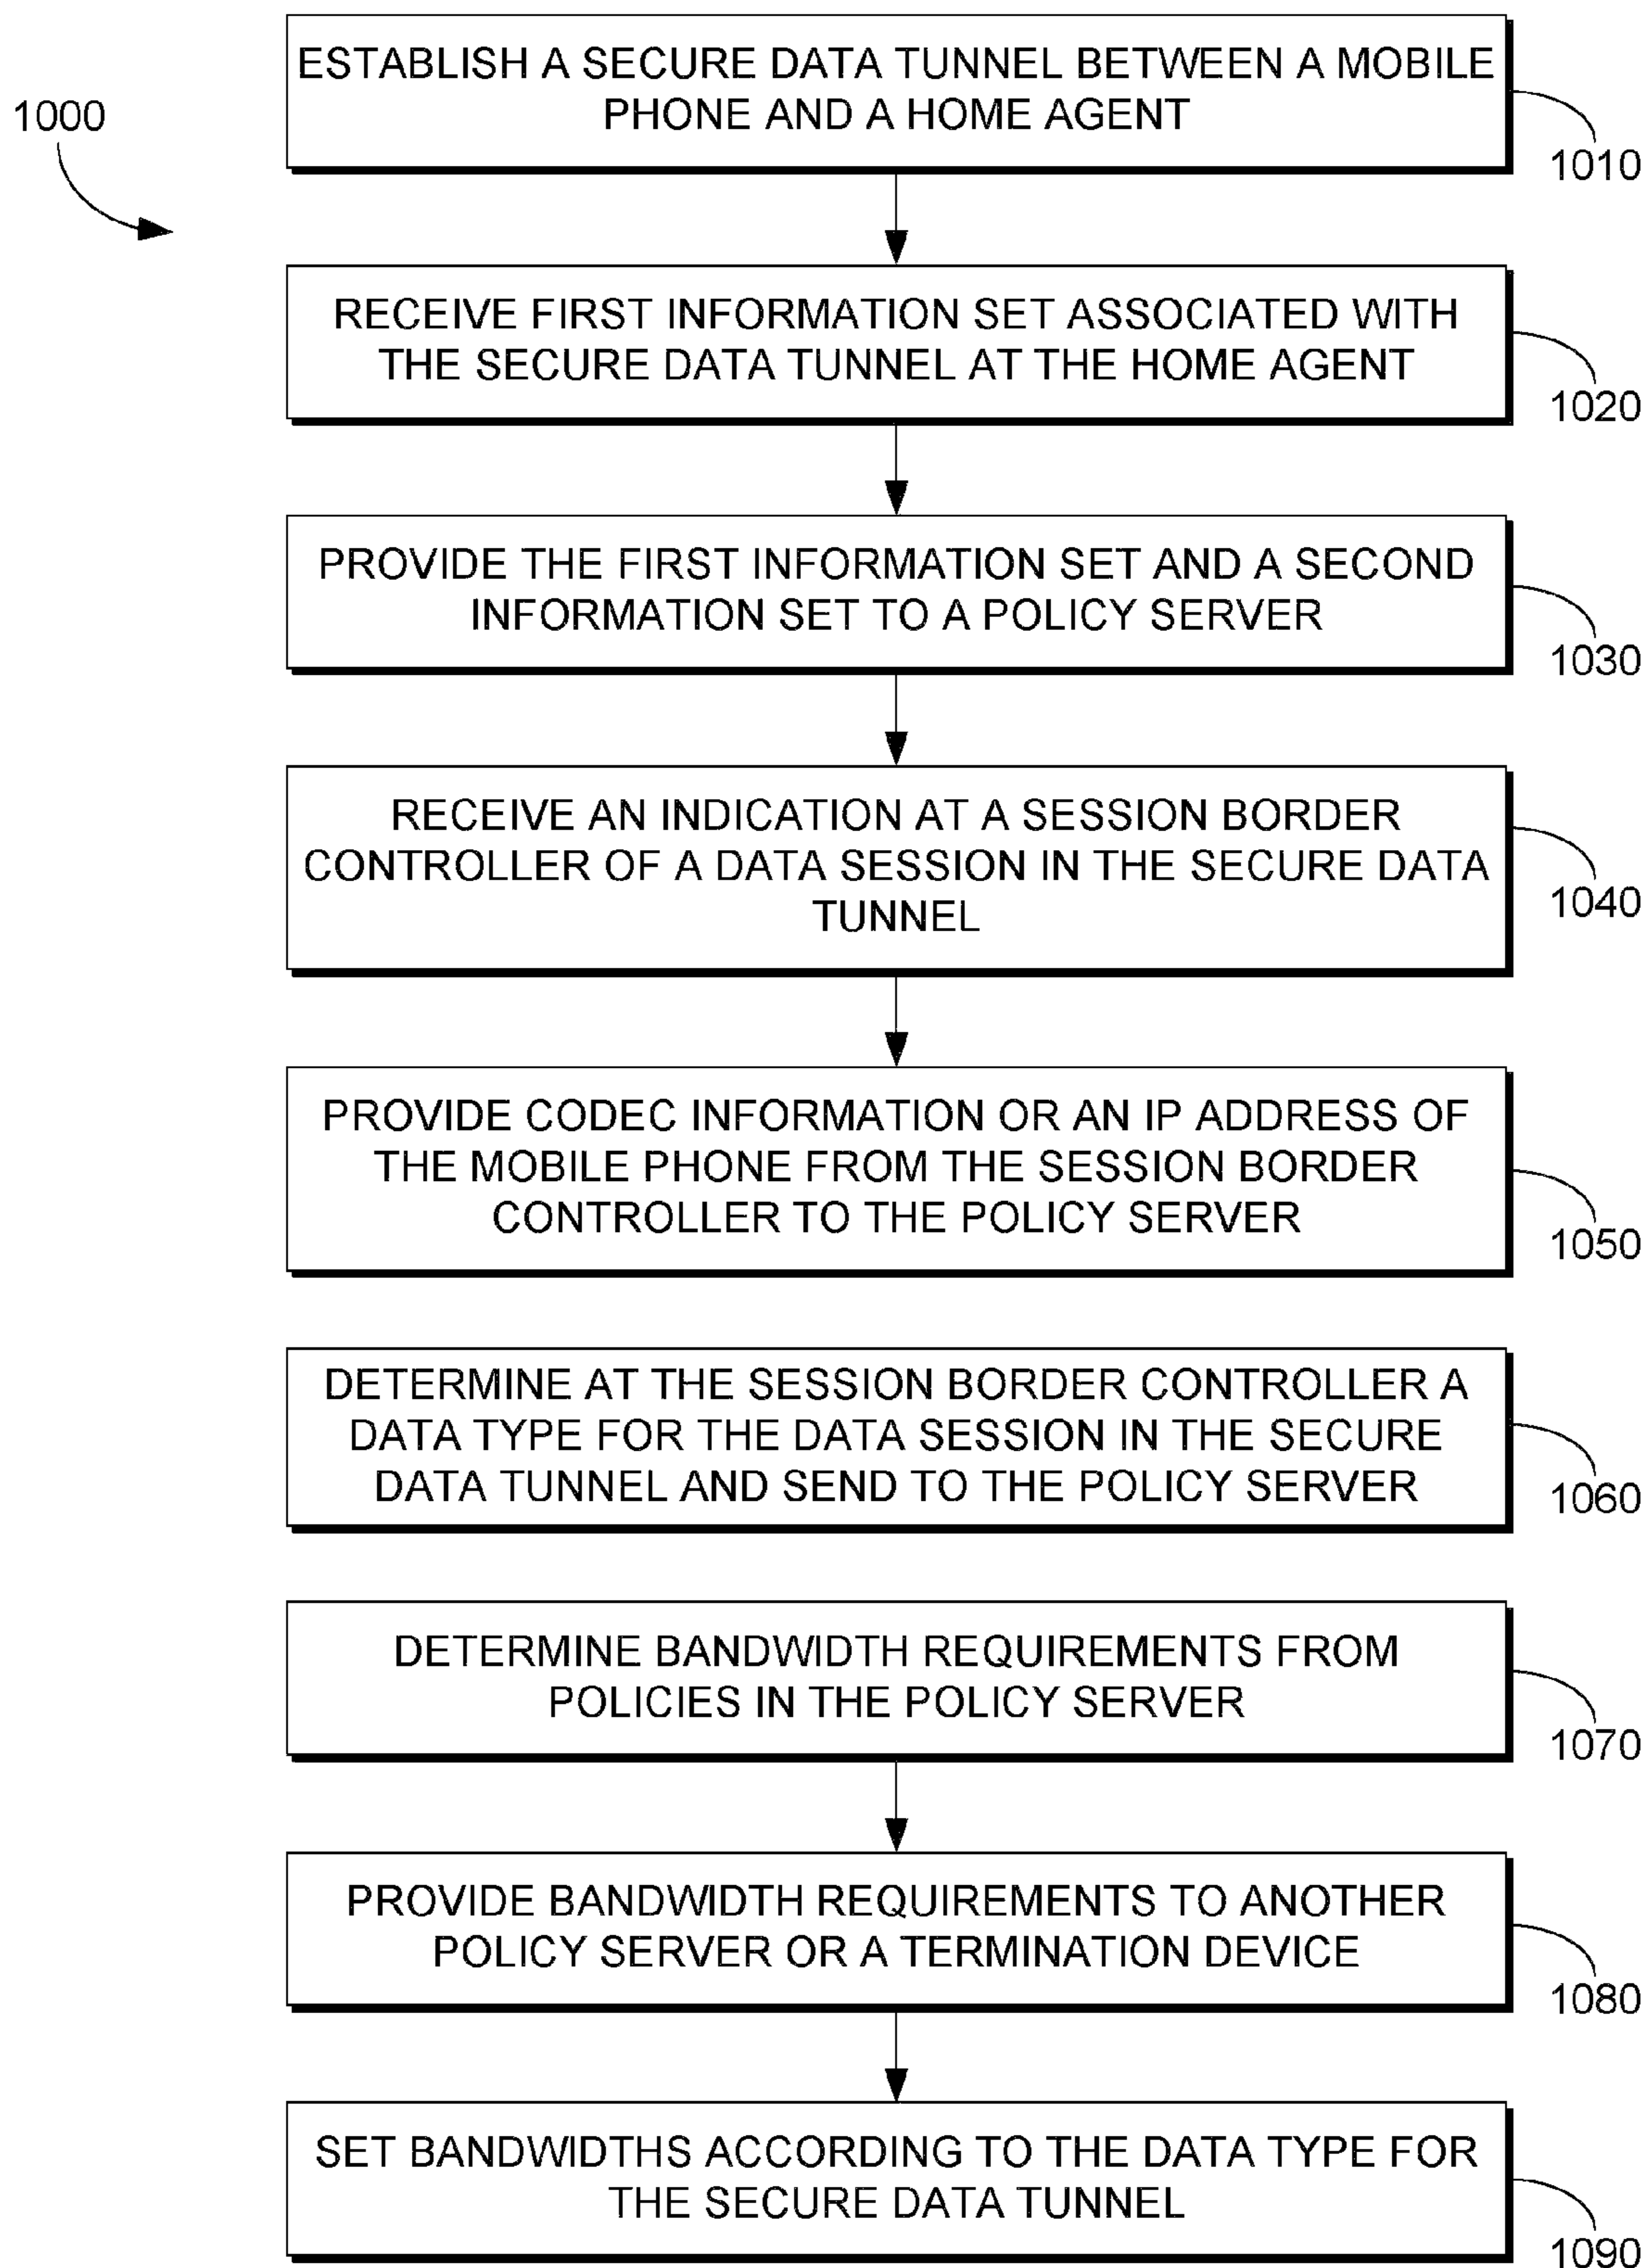 1000
ESTABLISH A SECURE DATA TUNNEL BETWEEN A MOBILE
PHONE AND A HOME AGENT
1010
RECEIVE FIRST INFORMATION SET ASSOCIATED WITH
THE SECURE DATA TUNNEL AT THE HOME AGENT
1020
PROVIDE THE FIRST INFORMATION SET AND A SECOND
INFORMATION SET TO A POLICY SERVER
1030
RECEIVE AN INDICATION AT A SESSION BORDER
CONTROLLER OF A DATA SESSION IN THE SECURE DATA
TUNNEL
1040
PROVIDE CODEC INFORMATION OR AN IP ADDRESS OF
THE MOBILE PHONE FROM THE SESSION BORDER
CONTROLLER TO THE POLICY SERVER
1050
DETERMINE AT THE SESSION BORDER CONTROLLER A
DATA TYPE FOR THE DATA SESSION IN THE SECURE
DATA TUNNEL AND SEND TO THE POLICY SERVER
1060
DETERMINE BANDWIDTH REQUIREMENTS FROM
POLICIES IN THE POLICY SERVER
1070
PROVIDE BANDWIDTH REQUIREMENTS TO ANOTHER
POLICY SERVER OR A TERMINATION DEVICE
1080
SET BANDWIDTHS ACCORDING TO THE DATA TYPE FOR
THE SECURE DATA TUNNEL
1090